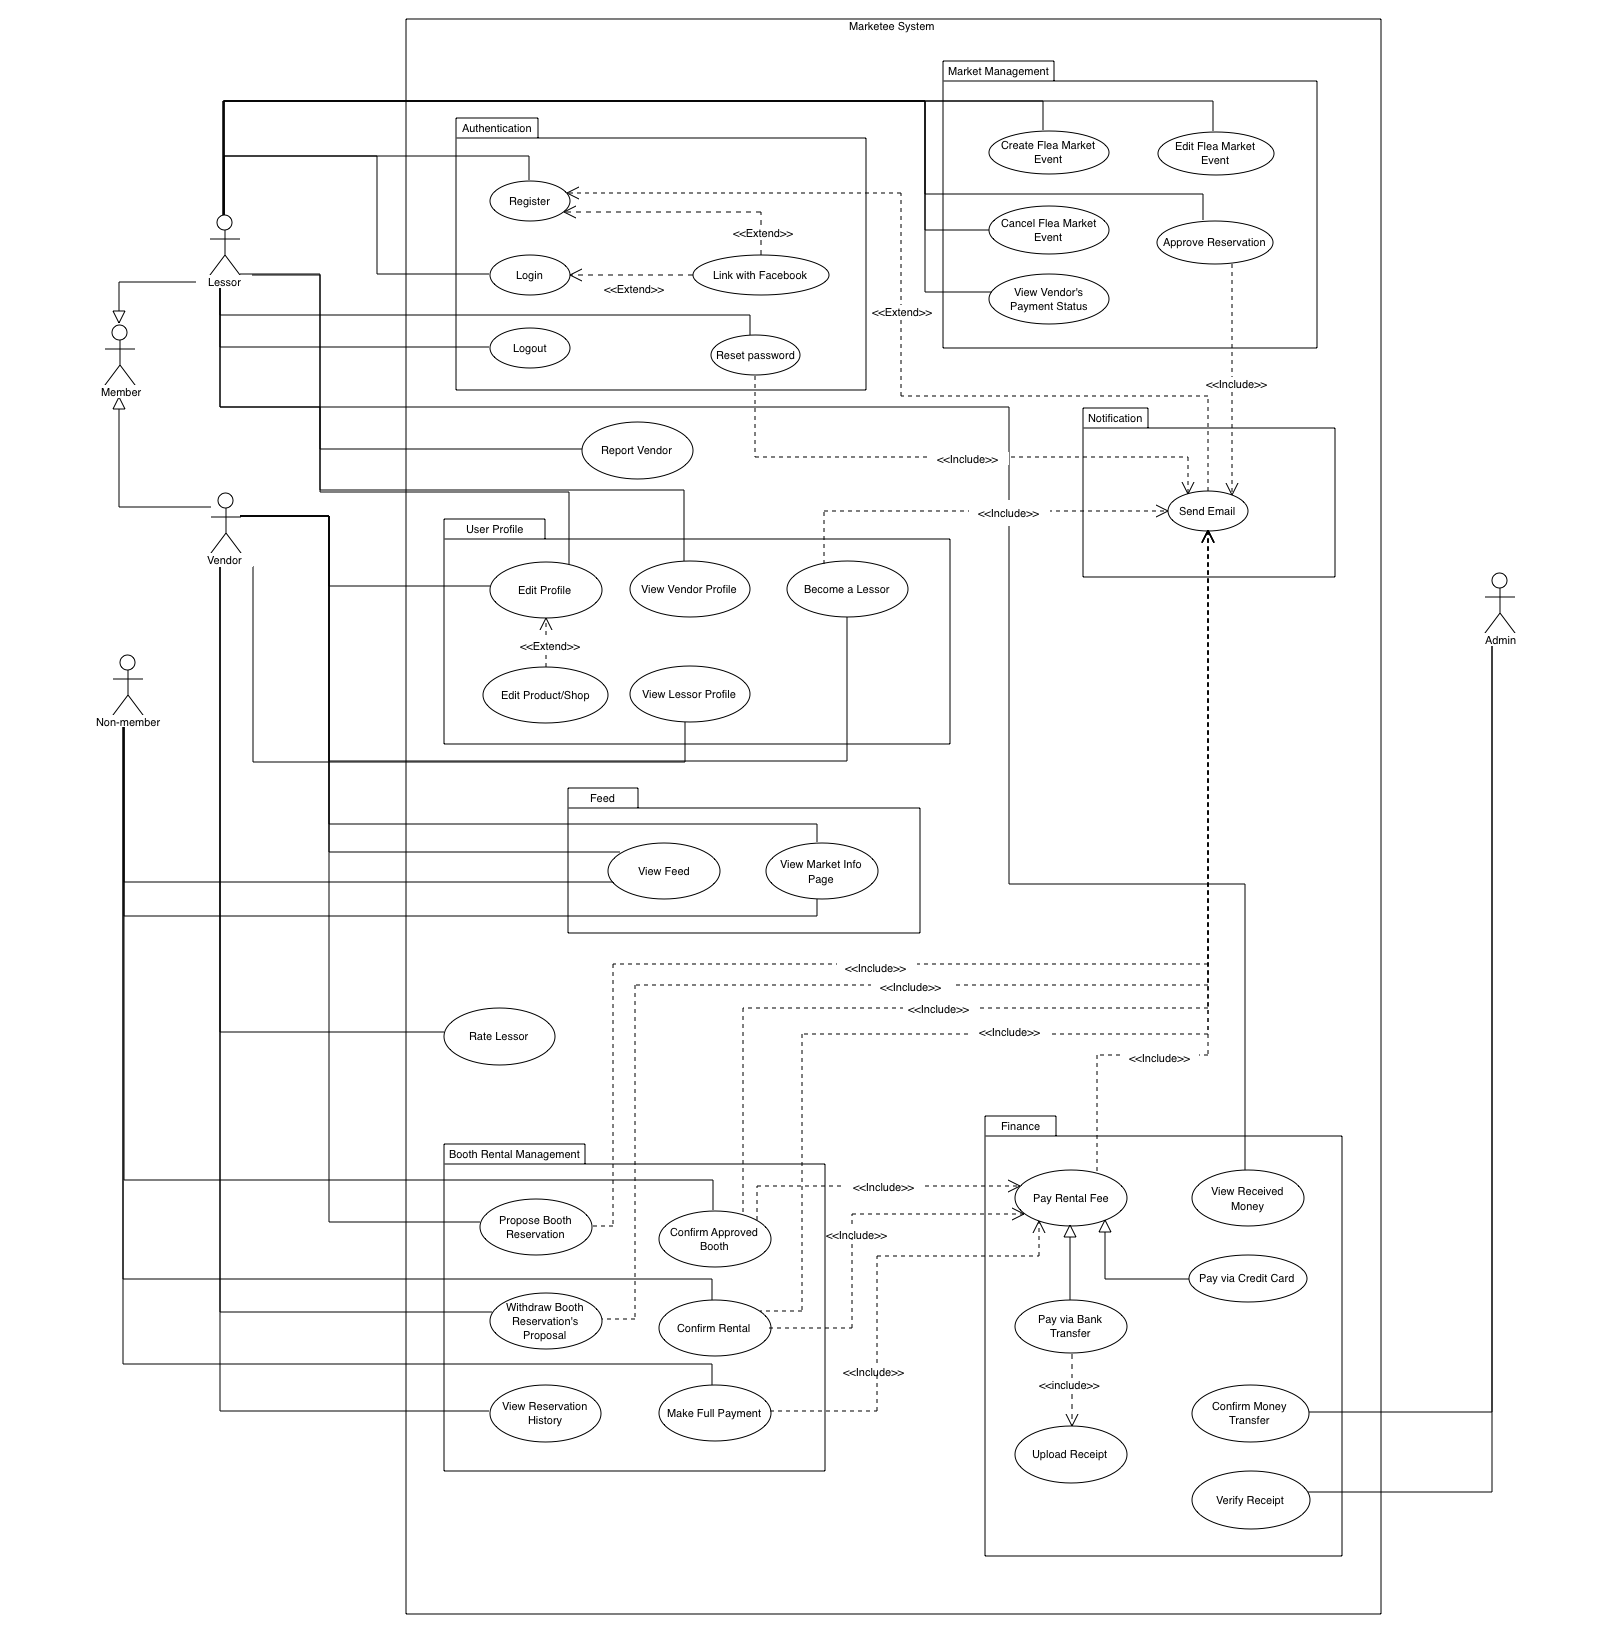 Marketee System
Market Management
Create Flea Market
Event
Edit Flea Market
Event
Cancel Flea Market
Event
Approve Reservation
View Vendor's
Payment Status
Authentication
Register
<<Extend>>
Login
Link with Facebook
<<Extend>>
<<Extend>>
Logout
Reset password
Lessor
Member
<<Include>>
Notification
Report Vendor
<<Include>>
Send Email
<<Include>>
Vendor
User Profile
Edit Profile
View Vendor Profile
Become a Lessor
<<Extend>>
Edit Product/Shop
View Lessor Profile
Admin
Non-member
Feed
View Feed
View Market Info
Page
<<Include>>
<<Include>>
<<Include>>
<<Include>>
<<Include>>
Rate Lessor
Booth Rental Management
Propose Booth
Reservation
Confirm Approved
Booth
Withdraw Booth
Reservation's
Proposal
Confirm Rental
View Reservation
History
Make Full Payment
<<Include>>
<<Include>>
<<Include>>
Finance
Pay Rental Fee
View Received
Money
Pay via Credit Card
Pay via Bank
Transfer
<<include>>
Confirm Money
Transfer
Upload Receipt
Verify Receipt